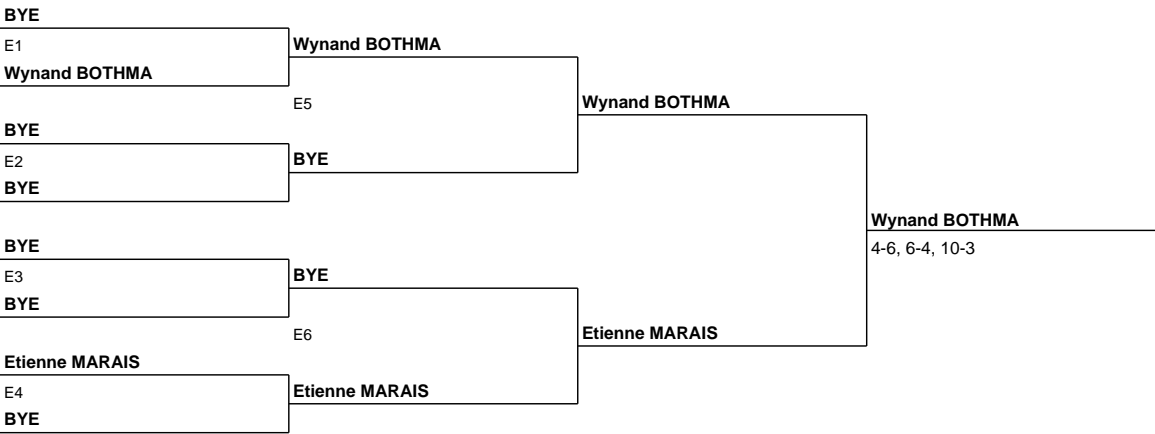 BYE
E1
Wynand BOTHMA
Wynand BOTHMA
E5
BYE
E2
BYE
BYE
Wynand BOTHMA
BYE
E3
BYE
BYE
E6
Etienne MARAIS
E4
BYE
Etienne MARAIS
Etienne MARAIS
Wynand BOTHMA
4-6, 6-4, 10-3